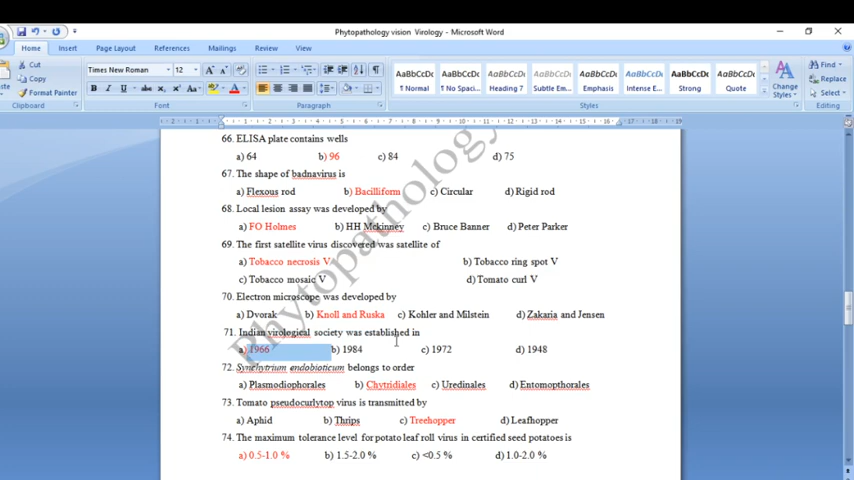 Phytopathology vision  Virology - Microsoft Word
Home Insert Page Layout References Mailings Review View
Cut
Copy
Format Painter
Clipboard
Times New Roman 12
Font
Paragraph
AaBbCcDc AaBbCcDc AaBbCcDc AaBbCcDc AaBbCcDc AaBbCcDc AaBbCcDc AaBbCcDc
¶ Normal ¶ No Spaci... Heading 7 Subtle Em... Emphasis Intense E... Strong Quote
Change Styles
Styles
Find
Replace
Select
Editing
Phytopathology
66. ELISA plate contains wells
a) 64 b) 96 c) 84 d) 75
67. The shape of badnavirus is
a) Flexous rod b) Bacilliform c) Circular d) Rigid rod
68. Local lesion assay was developed by
a) FO Holmes b) HH Mckinney c) Bruce Banner d) Peter Parker
69. The first satellite virus discovered was satellite of
a) Tobacco necrosis V b) Tobacco ring spot V
c) Tobacco mosaic V d) Tomato curl V
70. Electron microscope was developed by
a) Dvorak b) Knoll and Ruska c) Kohler and Milstein d) Zakaria and Jensen
71. Indian virological society was established in
a) 1966 b) 1984 c) 1972 d) 1948
72. Synchytrium endobioticum belongs to order
a) Plasmodiophorales b) Chytridiales c) Uredinales d) Entomopthorales
73. Tomato pseudocurlytop virus is transmitted by
a) Aphid b) Thrips c) Treehopper d) Leafhopper
74. The maximum tolerance level for potato leaf roll virus in certified seed potatoes is
a) 0.5-1.0 % b) 1.5-2.0 % c) <0.5 % d) 1.0-2.0 %